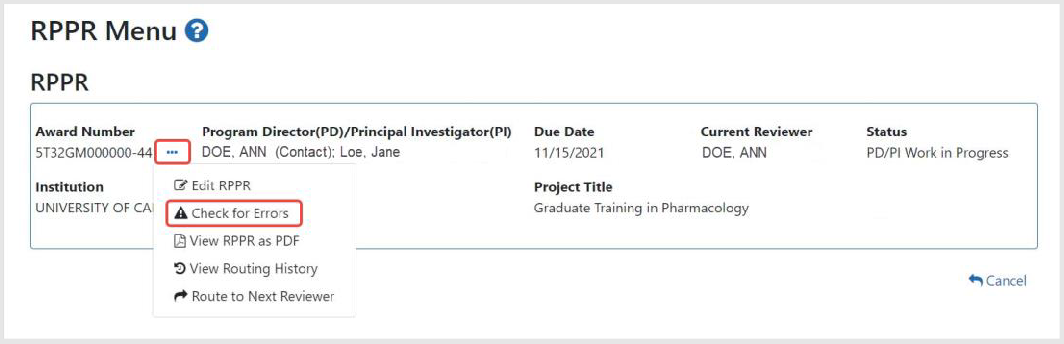 RPPR Menu ?
RPPR
Award Number Program Director(PD)/Principal Investigator(PI) Due Date Current Reviewer Status
5T32GM000000-44 ... DOE, ANN (Contact); Loe, Jane 11/15/2021 DOE, ANN PD/PI Work in Progress
Institution Project Title
UNIVERSITY OF Graduate Training in Pharmacology
Edit RPPR
Check for Errors
View RPPR as PDF
View Routing History
Route to Next Reviewer
Cancel